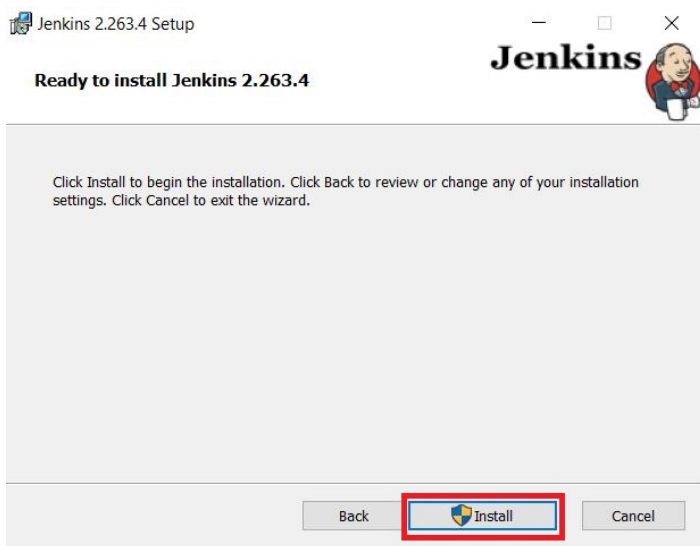 Jenkins 2.263.4 Setup
Jenkins
Ready to install Jenkins 2.263.4
Click Install to begin the installation. Click Back to review or change any of your installation
settings. Click Cancel to exit the wizard.
Back
Install
Cancel